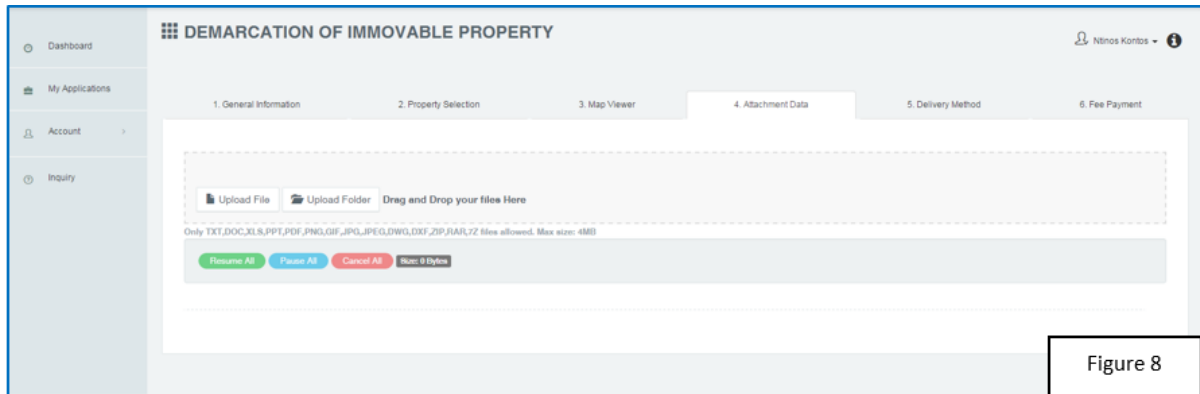 DEMARCATION OF IMMOVABLE PROPERTY
Ntinos Kontos
Dashboard
My Applications
Account
Inquiry
1. General Information
2. Property Selection
3. Map Viewer
4. Attachment Data
5. Delivery Method
6. Fee Payment
Upload File
Upload Folder
Drag and Drop your files Here
Only TXT,DOC,XLS,PPT,PDF,PNG,GIF,JPG,JPEG,DWG,DXF,ZIP,RAR,7Z files allowed. Max size: 4MB
Resume All
Pause All
Cancel All
Size: 0 Bytes
Figure 8